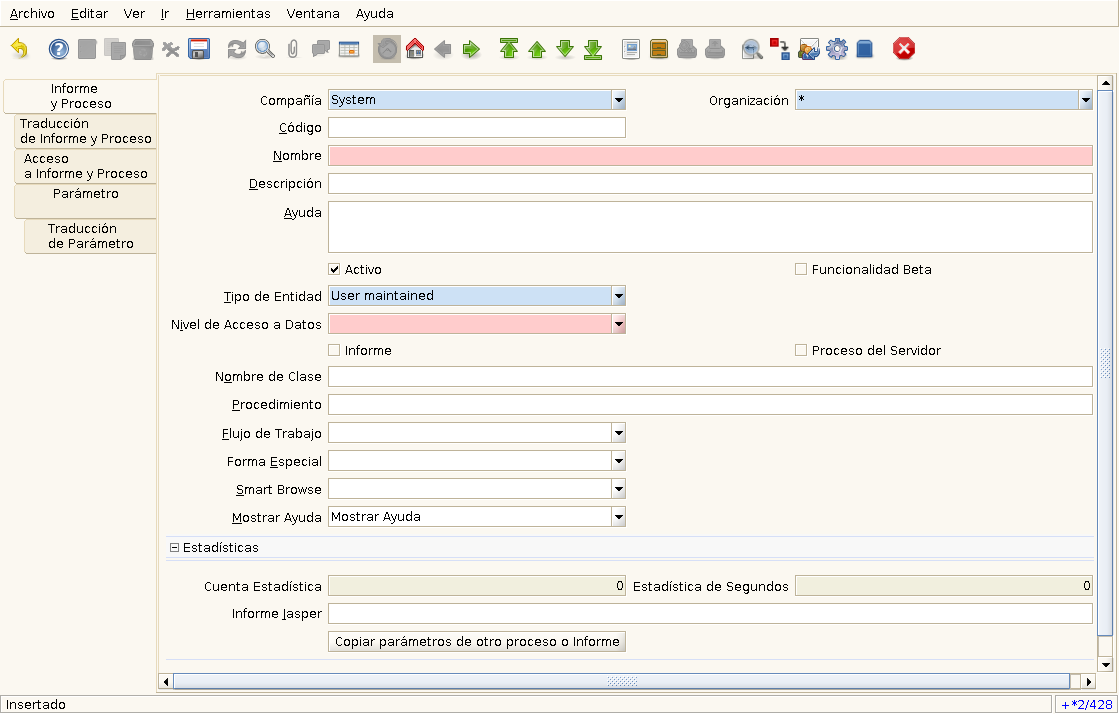 Archivo Editar Ver Ir Herramientas Ventana Ayuda
Informe
y Proceso
Traducción
de Informe y Proceso
Acceso
a Informe y Proceso
Parámetro
Traducción
de Parámetro
Compañía System Organización *
Código
Nombre
Descripción
Ayuda
Activo Funcionalidad Beta
Tipo de Entidad User maintained
Nivel de Acceso a Datos
Informe Proceso del Servidor
Nombre de Clase
Procedimiento
Flujo de Trabajo
Forma Especial
Smart Browse
Mostrar Ayuda Mostrar Ayuda
Estadísticas
Cuenta Estadística 0 Estadística de Segundos 0
Informe Jasper
Copiar parámetros de otro proceso o Informe
Insertado +*2/428